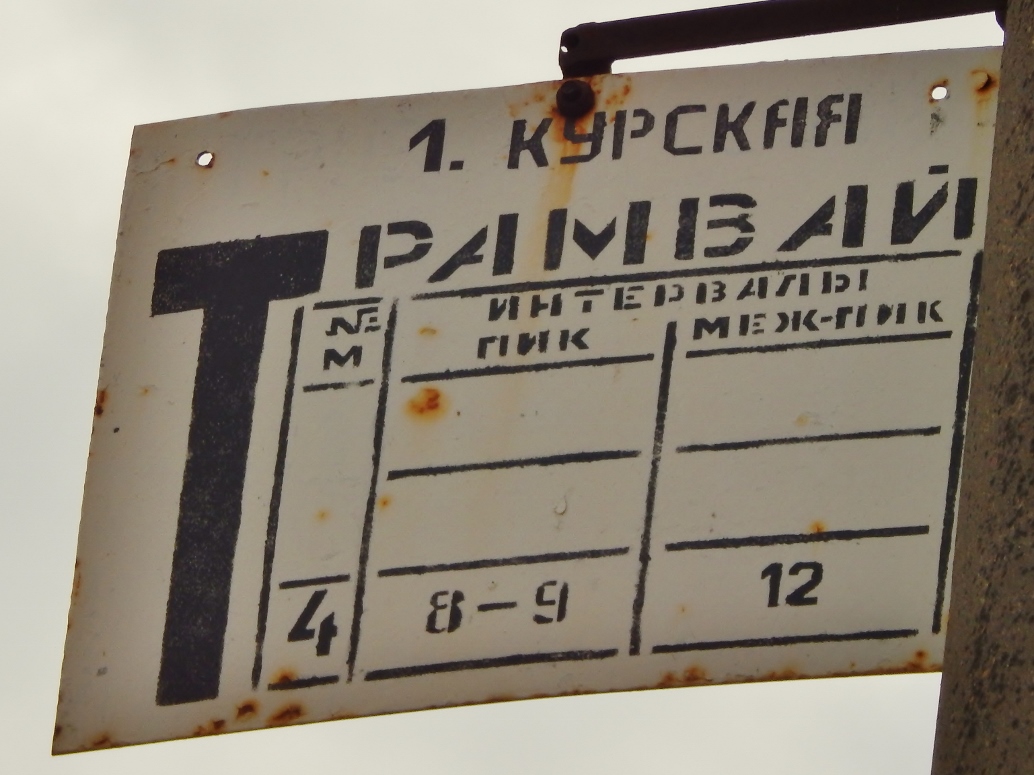 1. КУРСКАЯ
ТРАМВАЙ
№ М
ИНТЕРВАЛЫ
ПИК МЕЖ-ПИК
4 8-9 12